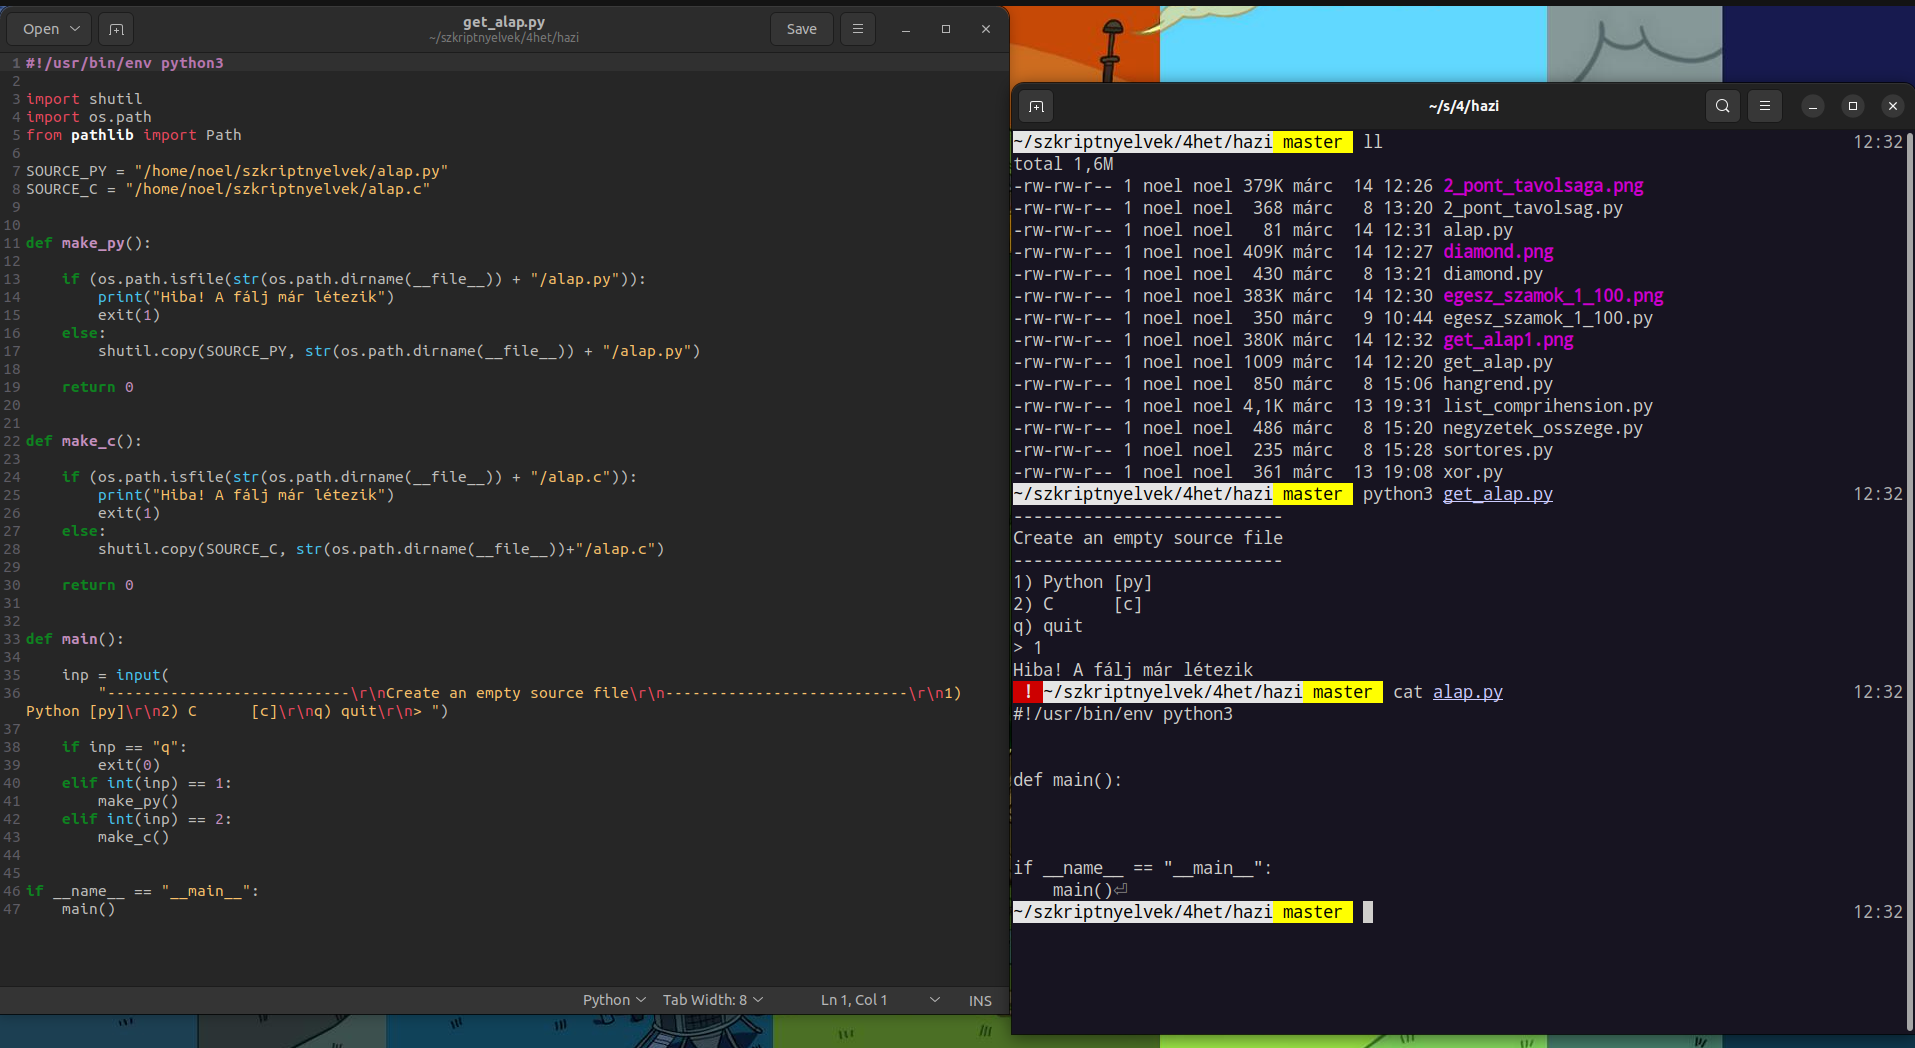 Open
get_alap.py
~/szkriptnyelvek/4het/hazi
Save
1 #!/usr/bin/env python3
2
3 import shutil
4 import os.path
5 from pathlib import Path
6
7 SOURCE_PY = "/home/noel/szkriptnyelvek/alap.py"
8 SOURCE_C = "/home/noel/szkriptnyelvek/alap.c"
9
10
11 def make_py():
12
13     if (os.path.isfile(str(os.path.dirname(__file__)) + "/alap.py")):
14         print("Hiba! A fálj már létezik")
15         exit(1)
16     else:
17         shutil.copy(SOURCE_PY, str(os.path.dirname(__file__)) + "/alap.py")
18
19     return 0
20
21
22 def make_c():
23
24     if (os.path.isfile(str(os.path.dirname(__file__)) + "/alap.c")):
25         print("Hiba! A fálj már létezik")
26         exit(1)
27     else:
28         shutil.copy(SOURCE_C, str(os.path.dirname(__file__))+"/alap.c")
29
30     return 0
31
32
33 def main():
34
35     inp = input(
36         "---------------------------\r\nCreate an empty source file\r\n---------------------------\r\n1)
Python [py]\r\n2) C      [c]\r\nq) quit\r\n> ")
37
38     if inp == "q":
39         exit(0)
40     elif int(inp) == 1:
41         make_py()
42     elif int(inp) == 2:
43         make_c()
44
45
46 if __name__ == "__main__":
47     main()
Python
Tab Width: 8
Ln 1, Col 1
INS
~/s/4/hazi
~/szkriptnyelvek/4het/hazi master ll 12:32
total 1,6M
-rw-rw-r-- 1 noel noel 379K márc  14 12:26 2_pont_tavolsaga.png
-rw-rw-r-- 1 noel noel  368 márc   8 13:20 2_pont_tavolsag.py
-rw-rw-r-- 1 noel noel   81 márc  14 12:31 alap.py
-rw-rw-r-- 1 noel noel 409K márc  14 12:27 diamond.png
-rw-rw-r-- 1 noel noel  430 márc   8 13:21 diamond.py
-rw-rw-r-- 1 noel noel 383K márc  14 12:30 egesz_szamok_1_100.png
-rw-rw-r-- 1 noel noel  350 márc   9 10:44 egesz_szamok_1_100.py
-rw-rw-r-- 1 noel noel 380K márc  14 12:32 get_alap1.png
-rw-rw-r-- 1 noel noel 1009 márc  14 12:20 get_alap.py
-rw-rw-r-- 1 noel noel  850 márc   8 15:06 hangrend.py
-rw-rw-r-- 1 noel noel 4,1K márc  13 19:31 list_comprihension.py
-rw-rw-r-- 1 noel noel  486 márc   8 15:20 negyzetek_osszege.py
-rw-rw-r-- 1 noel noel  235 márc   8 15:28 sortores.py
-rw-rw-r-- 1 noel noel  361 márc  13 19:08 xor.py
~/szkriptnyelvek/4het/hazi master python3 get_alap.py 12:32
---------------------------
Create an empty source file
---------------------------
1) Python [py]
2) C      [c]
q) quit
> 1
Hiba! A fálj már létezik
! ~/szkriptnyelvek/4het/hazi master cat alap.py 12:32
#!/usr/bin/env python3
def main():
if __name__ == "__main__":
    main()⏎
~/szkriptnyelvek/4het/hazi master 12:32